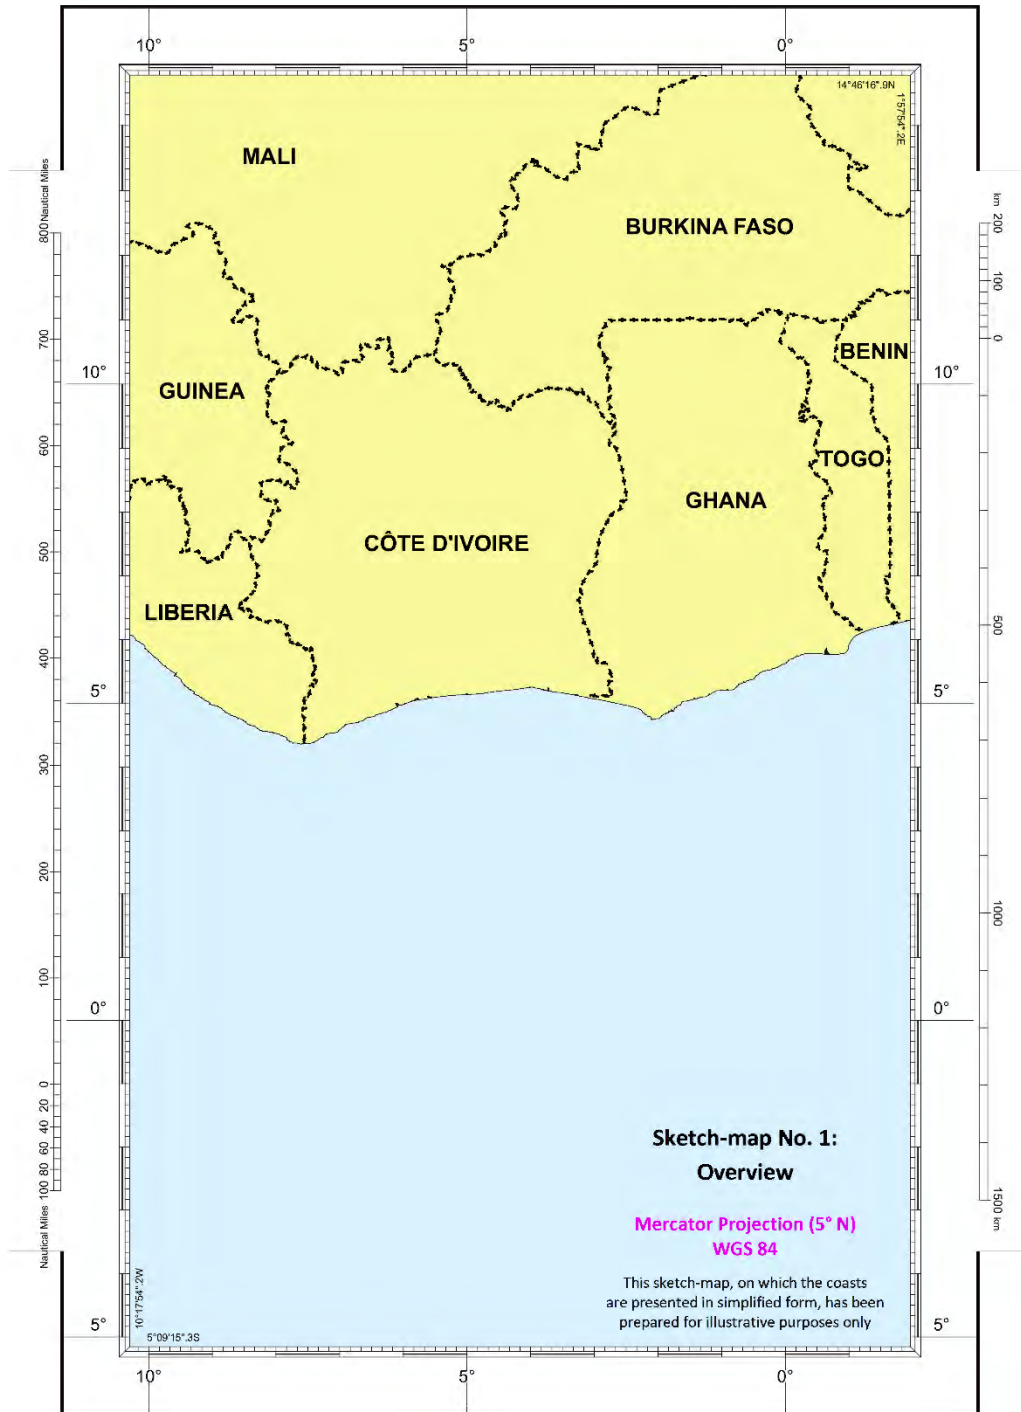 10°
5°
0°
14°46'16".9N
1°57'54".2E
MALI
BURKINA FASO
BENIN
GUINEA
TOGO
GHANA
CÔTE D'IVOIRE
LIBERIA
10°
10°
5°
5°
0°
0°
5°
5°
800 Nautical Miles
700
600
500
400
300
200
100
0
20
40
60
80
100
Nautical Miles
km
200
100
0
500
1000
1500 km
Sketch-map No. 1:
Overview
Mercator Projection (5° N)
WGS 84
This sketch-map, on which the coasts
are presented in simplified form, has been
prepared for illustrative purposes only
10°17'54".2W
5°09'15".3S
10°
5°
0°